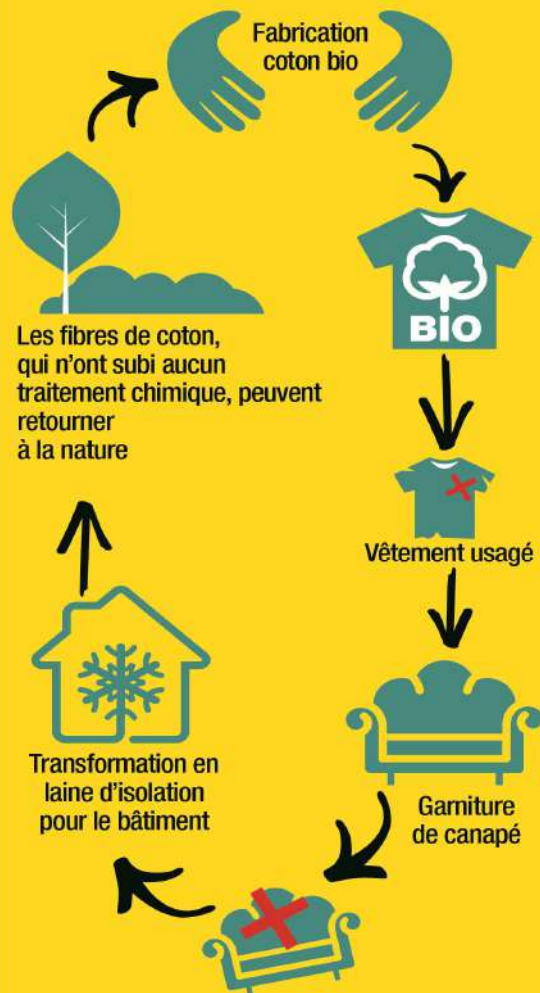 Fabrication
coton bio
BIO
Vêtement usagé
Garniture
de canapé
Transformation en
laine d'isolation
pour le bâtiment
Les fibres de coton,
qui n'ont subi aucun
traitement chimique, peuvent
retourner
à la nature